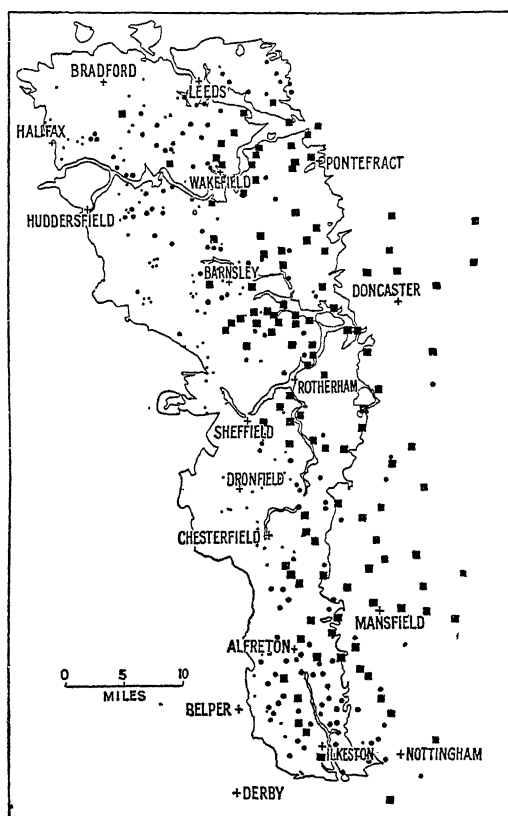 BRADFORD
LEEDS
HALIFAX
PONTEFRACT
WAKEFIELD
HUDDERSFIELD
BARNSLEY
DONCASTER
ROTHERHAM
SHEFFIELD
DRONFIELD
CHESTERFIELD
MANSFIELD
ALFRETON
0 10
MILES
BELPER
ILKESTON
NOTTINGHAM
DERBY